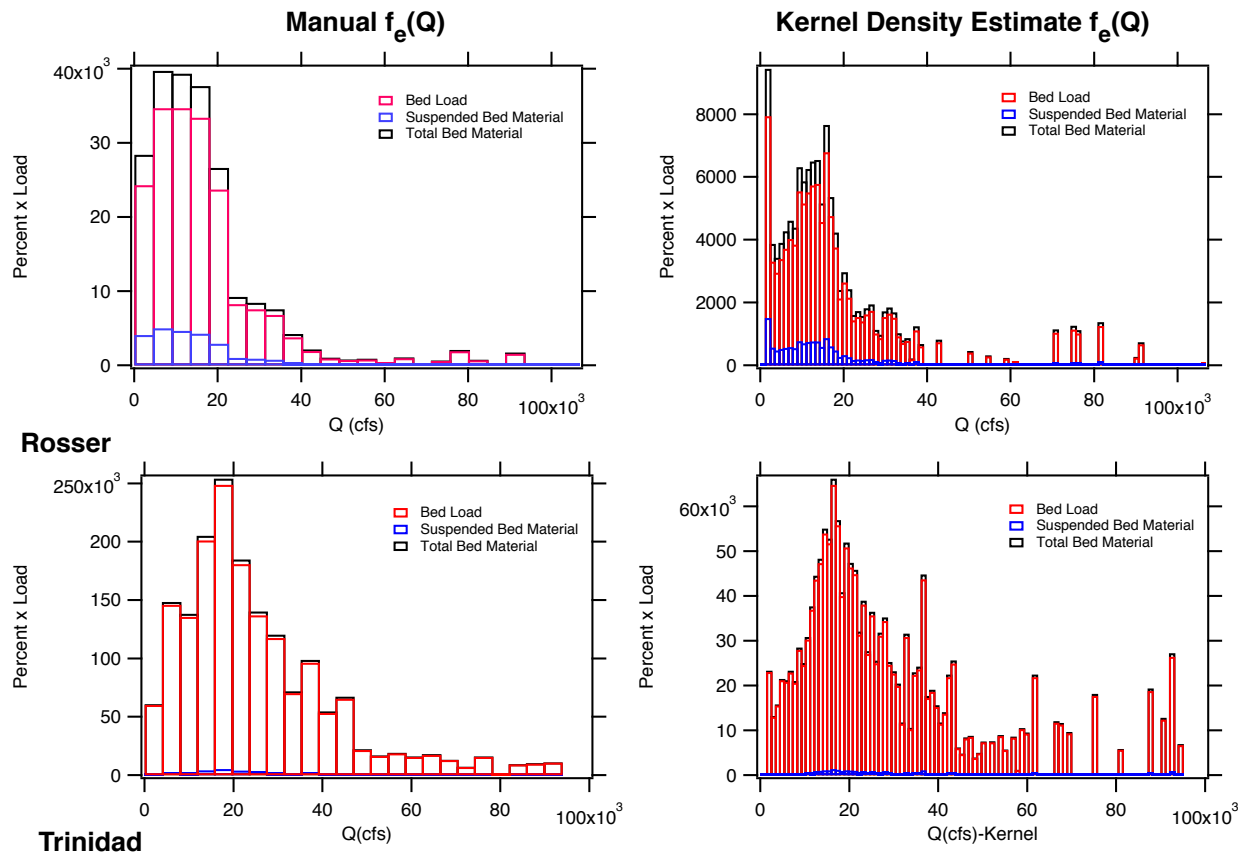 Manual fe(Q)
Kernel Density Estimate fe(Q)
40x10³
30
20
10
0
Percent x Load
Bed Load
Suspended Bed Material
Total Bed Material
0 20 40 60 80 100x10³
Q (cfs)
8000
6000
4000
2000
0
Percent x Load
Bed Load
Suspended Bed Material
Total Bed Material
0 20 40 60 80 100x10³
Q (cfs)
Rosser
250x10³
200
150
100
50
0
Percent x Load
Bed Load
Suspended Bed Material
Total Bed Material
0 20 40 60 80 100x10³
Q(cfs)
60x10³
50
40
30
20
10
0
Percent x Load
Bed Load
Suspended Bed Material
Total Bed Material
0 20 40 60 80 100x10³
Q(cfs)-Kernel
Trinidad